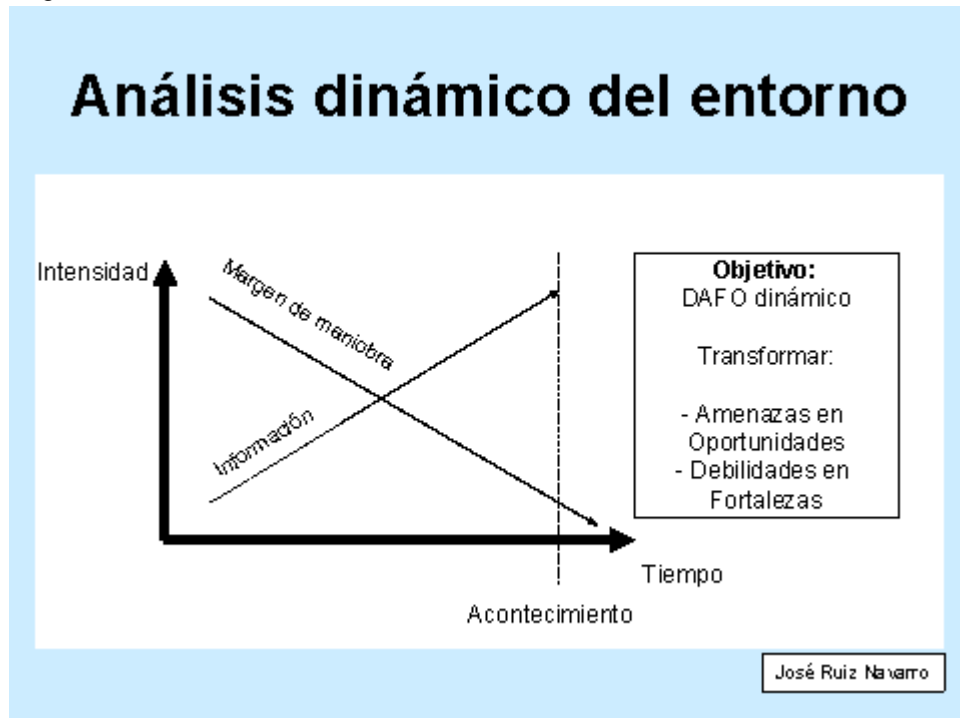 Análisis dinámico del entorno
Intensidad
Margen de maniobra
Información
Objetivo:
DAFO dinámico
Transformar:
- Amenazas en
Oportunidades
- Debilidades en
Fortalezas
Tiempo
Acontecimiento
José Ruiz Navarro